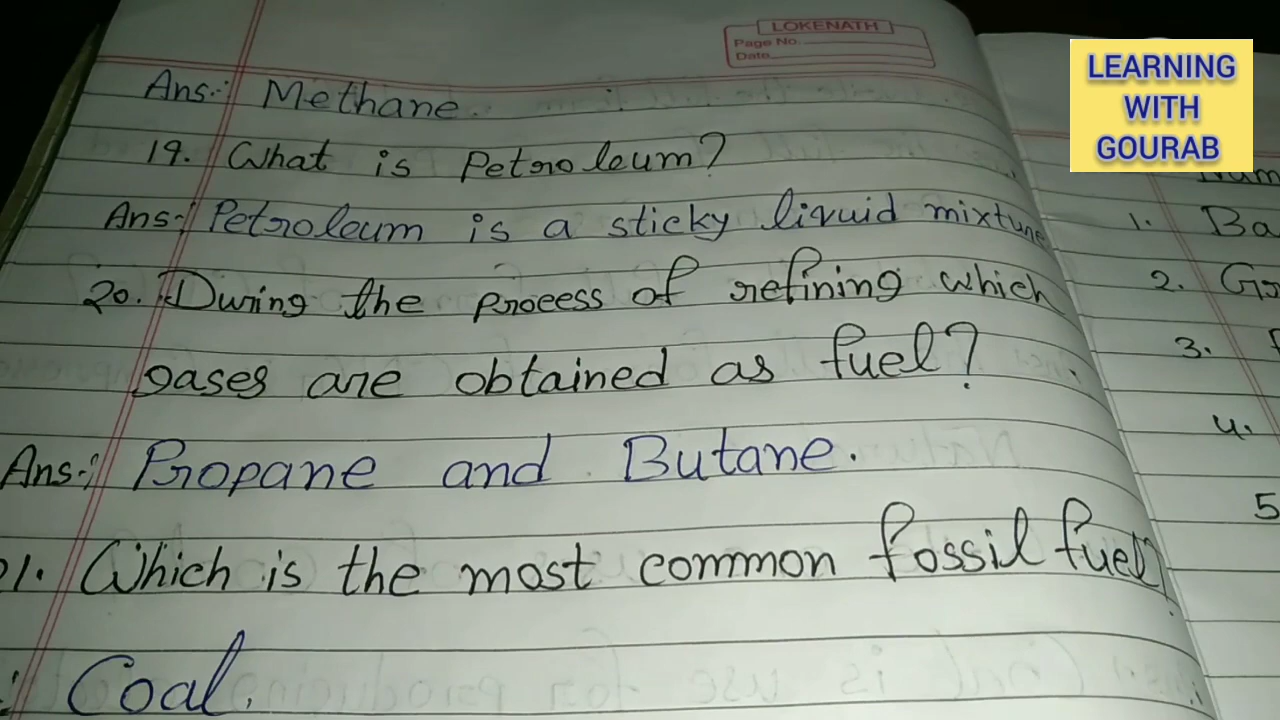 LOKENATH
Page No.
Date
LEARNING
WITH
GOURAB
Ans:- Methane.
19. What is Petroleum?
Ans:- Petroleum is a sticky liquid mixture
20. During the process of refining which
gases are obtained as fuel?
Ans:- Propane and Butane.
21. Which is the most common fossil fuel?
Coal.
1. Ba
2. Gr
3.
4.
5